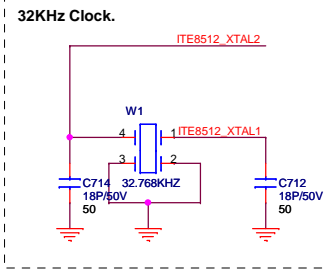 32KHz Clock.
ITE8512_XTAL2
W1
4 1 ITE8512_XTAL1
3 2
C714 32.768KHZ C712
18P/50V 18P/50V
50 50